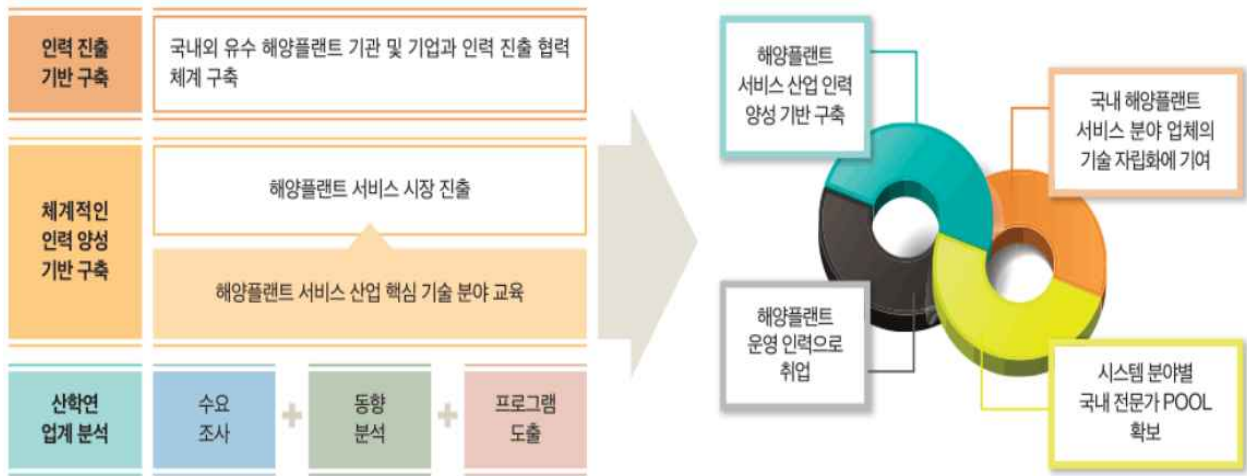 인력 진출
기반 구축
국내외 유수 해양플랜트 기관 및 기업과 인력 진출 협력
체계 구축
체계적인
인력 양성
기반 구축
해양플랜트 서비스 시장 진출
해양플랜트 서비스 산업 핵심 기술 분야 교육
산학연
업계 분석
수요
조사
+
동향
분석
+
프로그램
도출
해양플랜트
서비스 산업 인력
양성 기반 구축
국내 해양플랜트
서비스 분야 업체의
기술 자립화에 기여
해양플랜트
운영 인력으로
취업
시스템 분야별
국내 전문가 POOL
확보